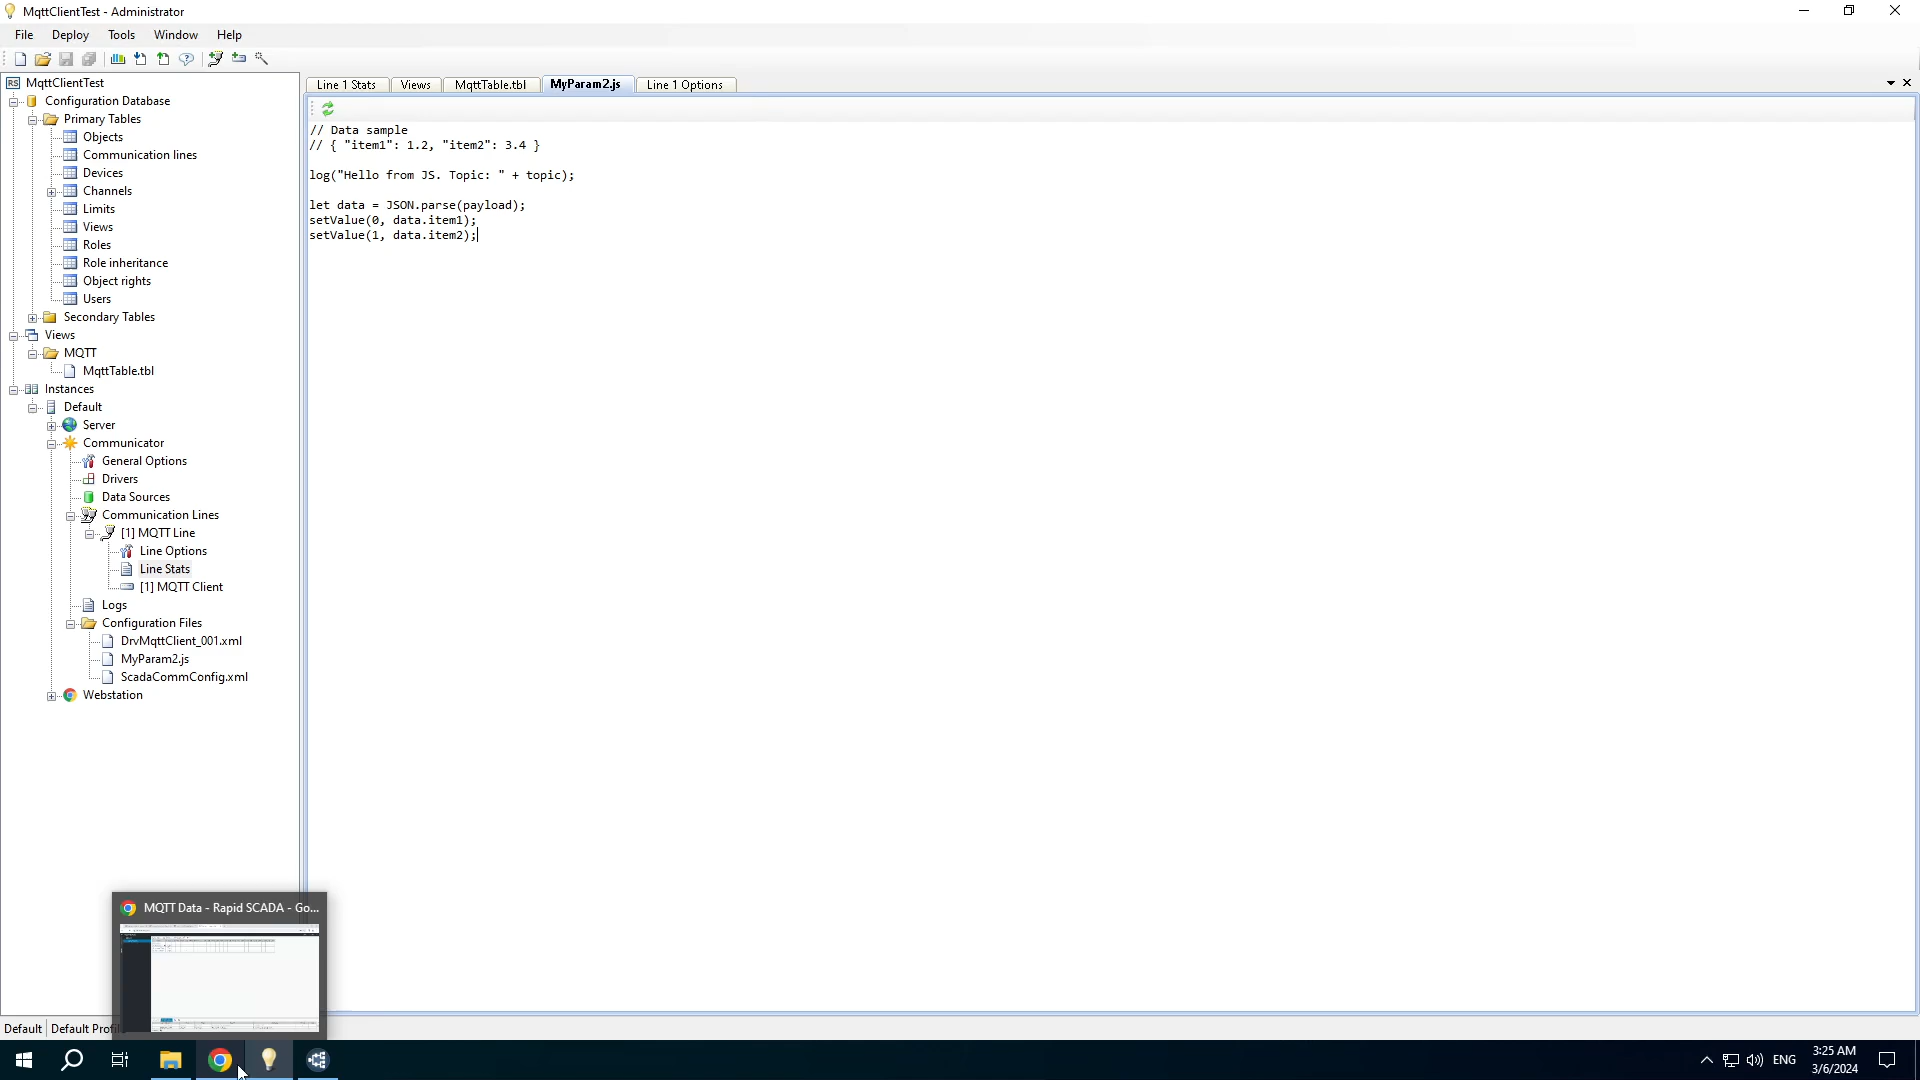 MqttClientTest - Administrator
File Deploy Tools Window Help
RS MqttClientTest
Configuration Database
Primary Tables
Objects
Communication lines
Devices
Channels
Limits
Views
Roles
Role inheritance
Object rights
Users
Secondary Tables
Views
MQTT
MqttTable.tbl
Instances
Default
Server
Communicator
General Options
Drivers
Data Sources
Communication Lines
[1] MQTT Line
Line Options
Line Stats
[1] MQTT Client
Logs
Configuration Files
DrvMqttClient_001.xml
MyParam2.js
ScadaCommConfig.xml
Webstation
Line 1 Stats Views MqttTable.tbl MyParam2.js Line 1 Options
// Data sample
// { "item1": 1.2, "item2": 3.4 }
log("Hello from JS. Topic: " + topic);
let data = JSON.parse(payload);
setValue(0, data.item1);
setValue(1, data.item2);
MQTT Data - Rapid SCADA - Go...
Default Default Profil
ENG
3:25 AM
3/6/2024